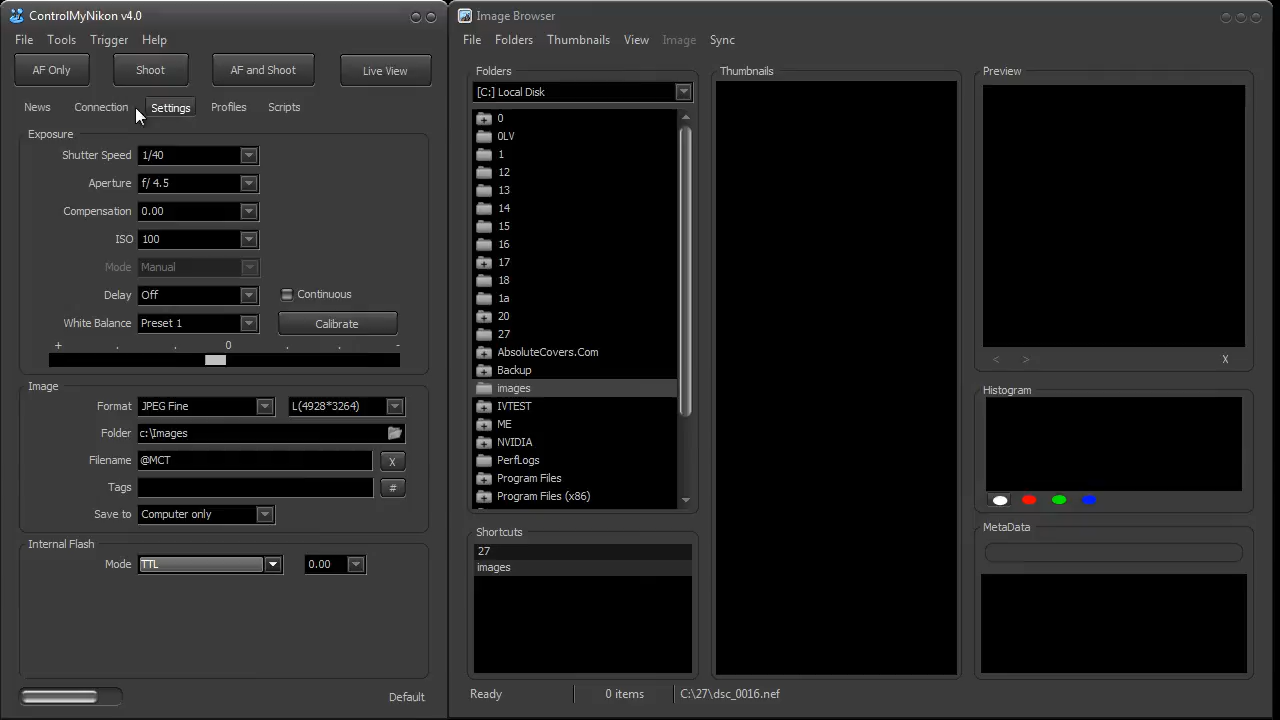 ControlMyNikon v4.0
File Tools Trigger Help
AF Only Shoot AF and Shoot Live View
News Connection Settings Profiles Scripts
Exposure
Shutter Speed 1/40
Aperture f/ 4.5
Compensation 0.00
ISO 100
Mode Manual
Delay Off Continuous
White Balance Preset 1 Calibrate
+ . . 0 . . -
Image
Format JPEG Fine L(4928*3264)
Folder c:\Images
Filename @MCT X
Tags #
Save to Computer only
Internal Flash
Mode TTL 0.00
Default
Image Browser
File Folders Thumbnails View Image Sync
Folders
[C:] Local Disk
0
0LV
1
12
13
14
15
16
17
18
1a
20
27
AbsoluteCovers.Com
Backup
images
IVTEST
ME
NVIDIA
PerfLogs
Program Files
Program Files (x86)
Shortcuts
27
images
Thumbnails
Preview
< > X
Histogram
MetaData
Ready 0 items C:\27\dsc_0016.nef